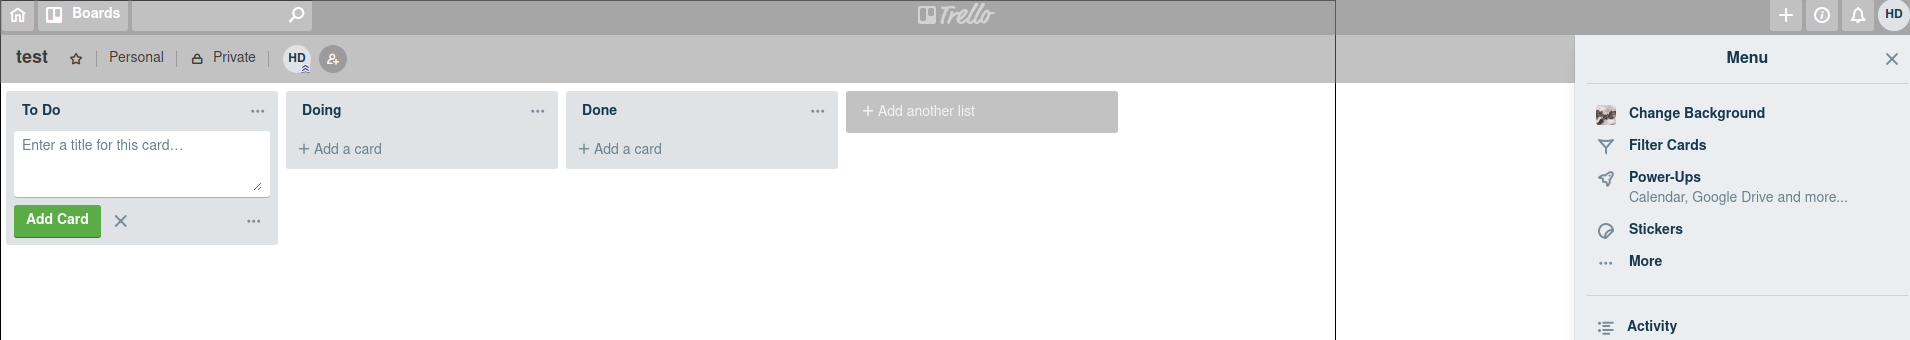 Boards
Trello
HD
test
Personal
Private
HD
Menu
To Do
Enter a title for this card...
Add Card
Doing
+ Add a card
Done
+ Add a card
+ Add another list
Change Background
Filter Cards
Power-Ups
Calendar, Google Drive and more...
Stickers
More
Activity